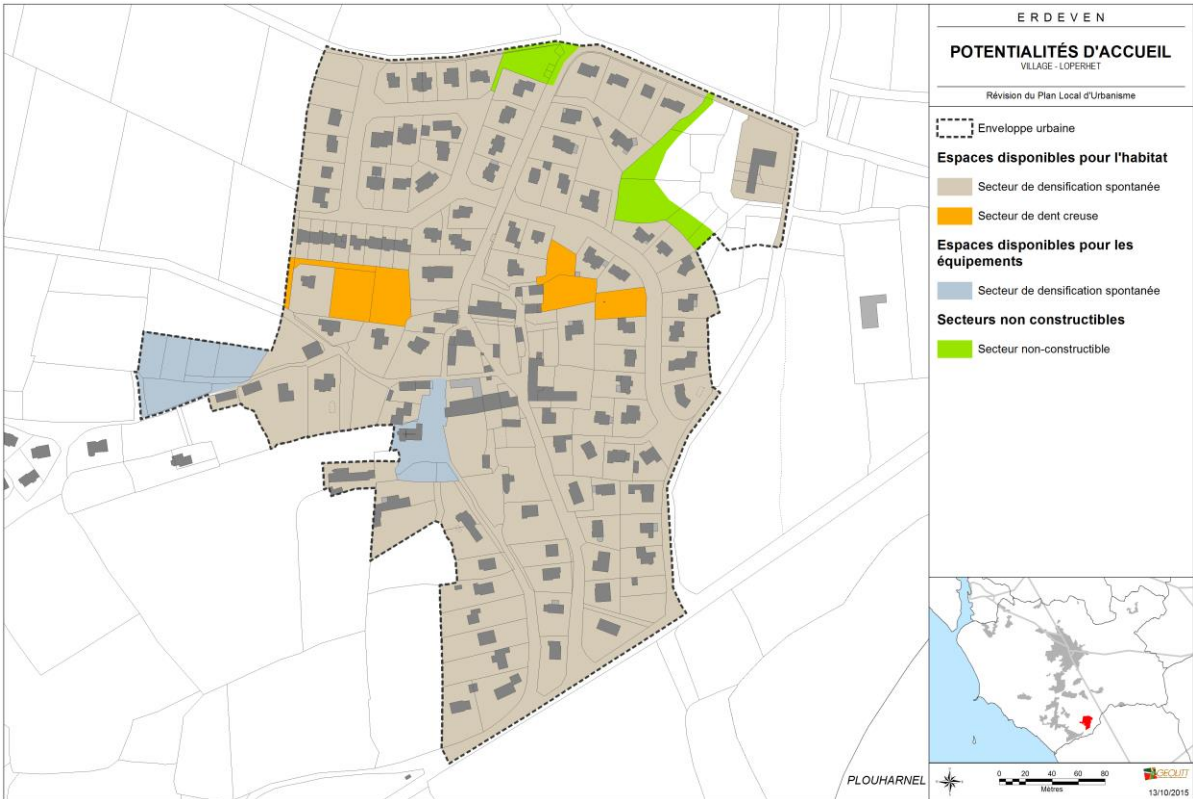 ERDEVEN
POTENTIALITÉS D'ACCUEIL
VILLAGE - LOPERHET
Révision du Plan Local d'Urbanisme
Enveloppe urbaine
Espaces disponibles pour l'habitat
Secteur de densification spontanée
Secteur de dent creuse
Espaces disponibles pour les
équipements
Secteur de densification spontanée
Secteurs non constructibles
Secteur non-constructible
PLOUHARNEL
0 20 40 60 80
Mètres
GEOLITT
13/10/2015